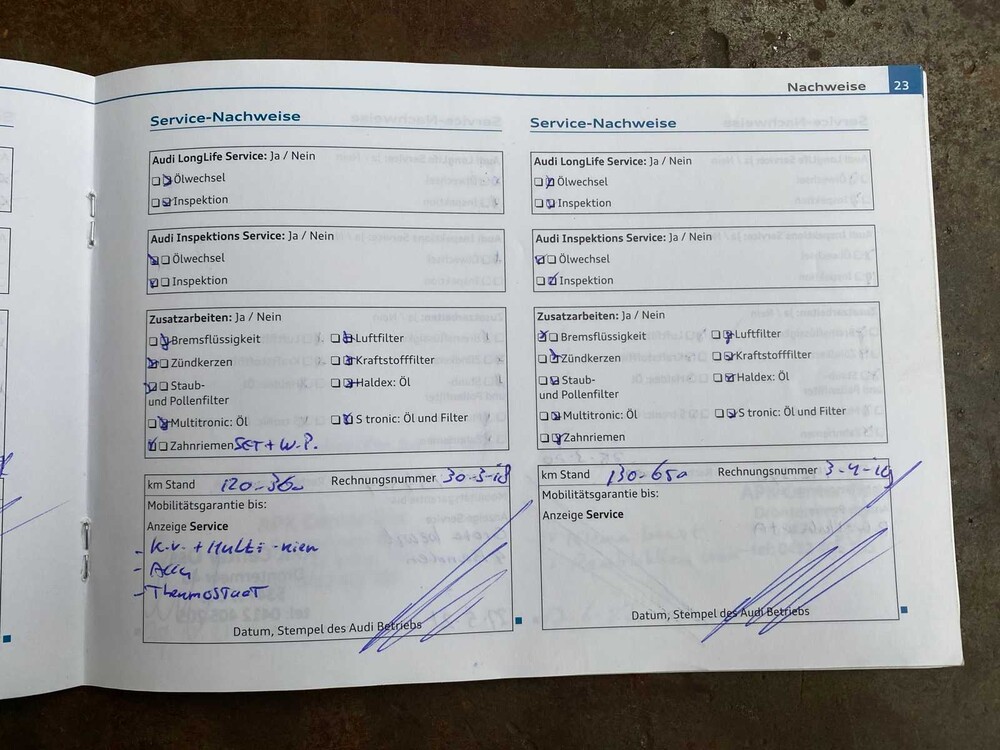 Nachweise 23
Service-Nachweise
Audi LongLife Service: Ja / Nein
Ölwechsel
Inspektion
Audi Inspektions Service: Ja / Nein
Ölwechsel
Inspektion
Zusatzarbeiten: Ja / Nein
Bremsflüssigkeit Luftfilter
Zündkerzen Kraftstofffilter
Staub- Haldex: Öl
und Pollenfilter
Multitronic: Öl S tronic: Öl und Filter
Zahnriemen SET + W.P.
km Stand 120-360 Rechnungsnummer 30-3-18
Mobilitätsgarantie bis:
Anzeige Service
- K.V. + Multi-riem
- Accu
- Thermostaat
Datum, Stempel des Audi Betriebs
Service-Nachweise
Audi LongLife Service: Ja / Nein
Ölwechsel
Inspektion
Audi Inspektions Service: Ja / Nein
Ölwechsel
Inspektion
Zusatzarbeiten: Ja / Nein
Bremsflüssigkeit Luftfilter
Zündkerzen Kraftstofffilter
Staub- Haldex: Öl
und Pollenfilter
Multitronic: Öl S tronic: Öl und Filter
Zahnriemen
km Stand 130-650 Rechnungsnummer 3-4-19
Mobilitätsgarantie bis:
Anzeige Service
Datum, Stempel des Audi Betriebs